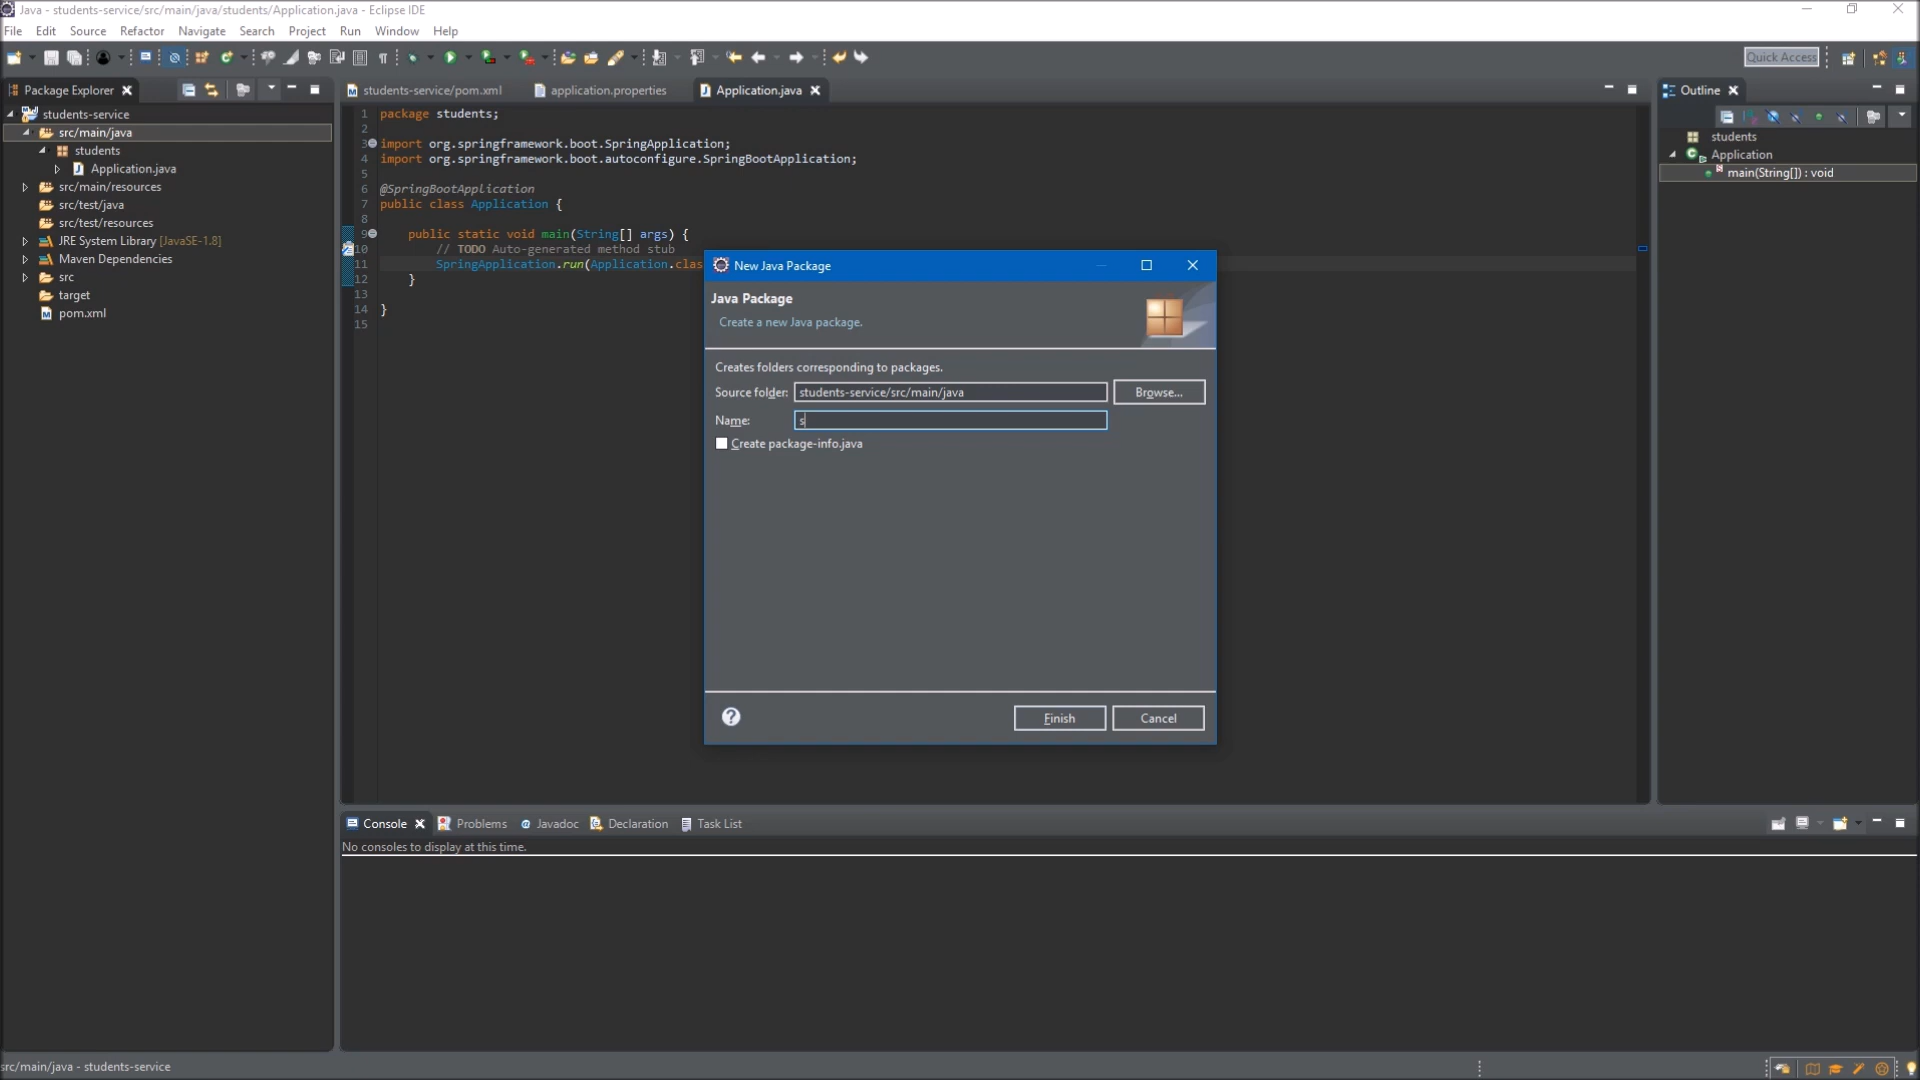 Java - students-service/src/main/java/students/Application.java - Eclipse IDE
File Edit Source Refactor Navigate Search Project Run Window Help
Quick Access
Package Explorer
students-service/pom.xml application.properties Application.java
Outline
students-service
src/main/java
students
Application.java
src/main/resources
src/test/java
src/test/resources
JRE System Library [JavaSE-1.8]
Maven Dependencies
src
target
pom.xml
1 package students;
2
3 import org.springframework.boot.SpringApplication;
4 import org.springframework.boot.autoconfigure.SpringBootApplication;
5
6 @SpringBootApplication
7 public class Application {
8
9 public static void main(String[] args) {
10 // TODO Auto-generated method stub
11 SpringApplication.run(Application.clas
12 }
13
14 }
15
students
Application
main(String[]) : void
New Java Package
Java Package
Create a new Java package.
Creates folders corresponding to packages.
Source folder: students-service/src/main/java Browse...
Name: s
Create package-info.java
Finish Cancel
Console Problems Javadoc Declaration Task List
No consoles to display at this time.
src/main/java - students-service